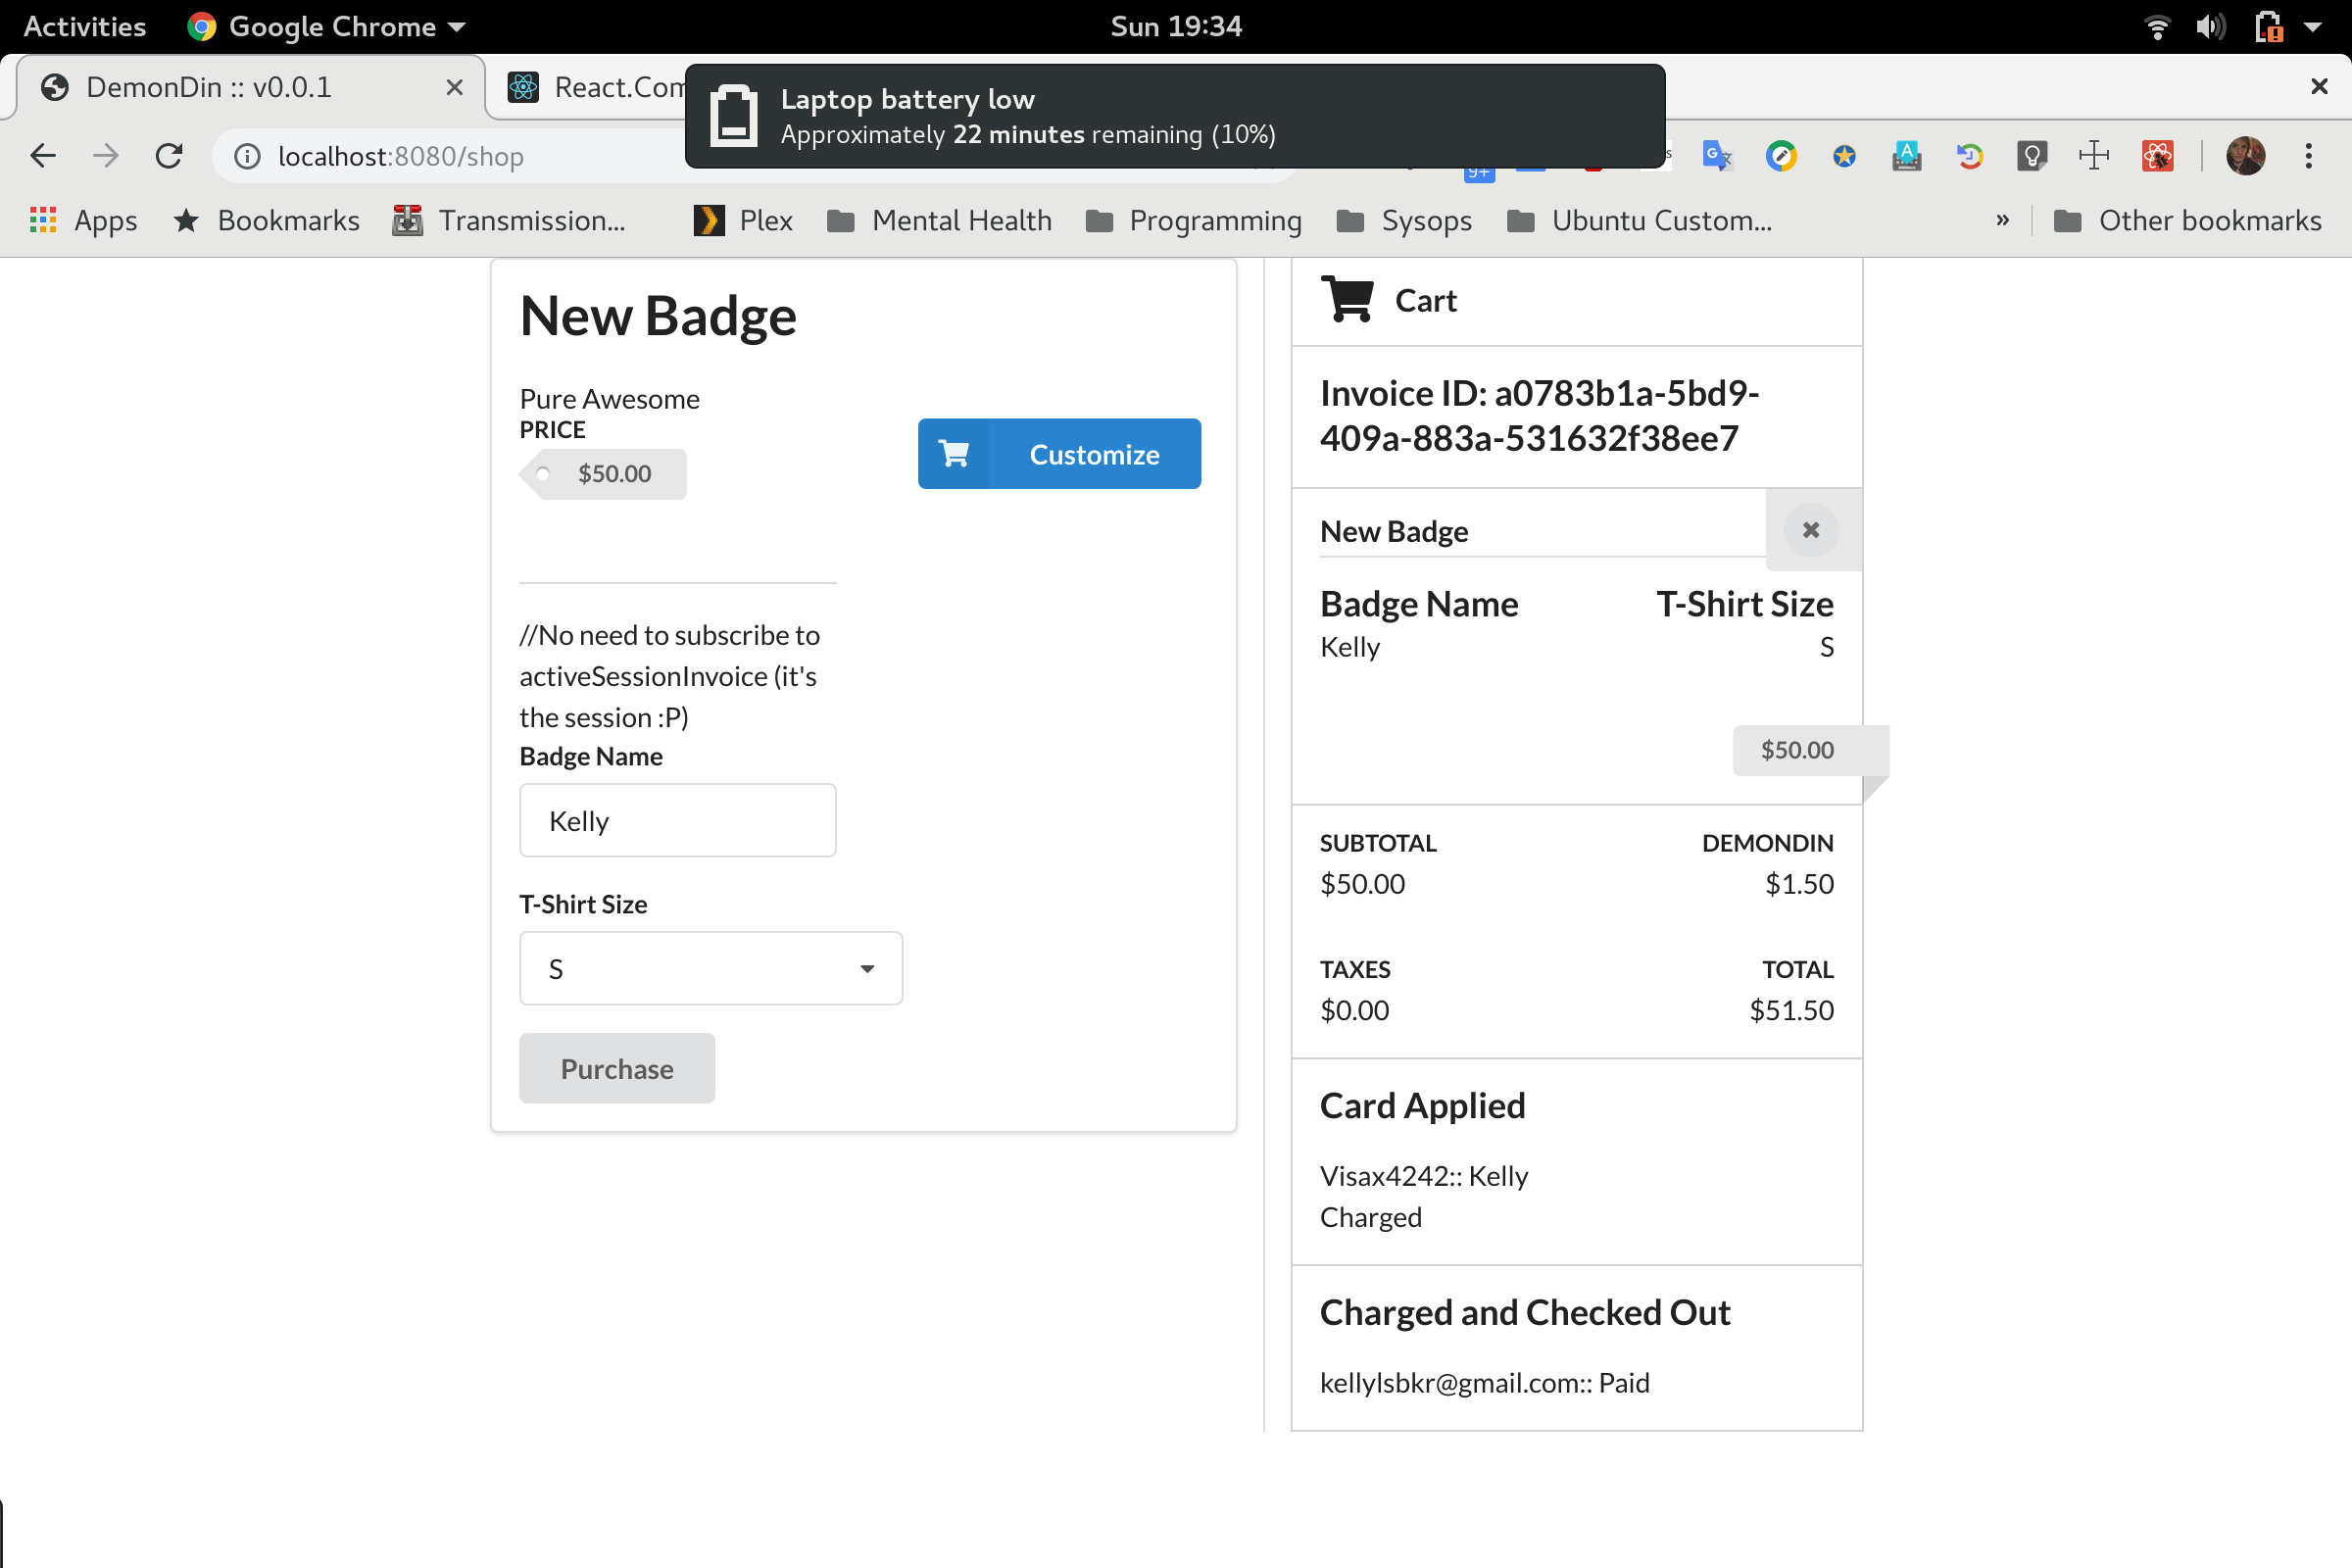 Activities Google Chrome Sun 19:34
DemonDin :: v0.0.1 React.Com
Laptop battery low
Approximately 22 minutes remaining (10%)
localhost:8080/shop
9+
Apps Bookmarks Transmission... Plex Mental Health Programming Sysops Ubuntu Custom... » Other bookmarks
New Badge
Pure Awesome
PRICE
$50.00
Customize
//No need to subscribe to
activeSessionInvoice (it's
the session :P)
Badge Name
Kelly
T-Shirt Size
S
Purchase
Cart
Invoice ID: a0783b1a-5bd9-
409a-883a-531632f38ee7
New Badge
Badge Name T-Shirt Size
Kelly S
$50.00
SUBTOTAL DEMONDIN
$50.00 $1.50
TAXES TOTAL
$0.00 $51.50
Card Applied
Visax4242:: Kelly
Charged
Charged and Checked Out
kellylsbkr@gmail.com:: Paid